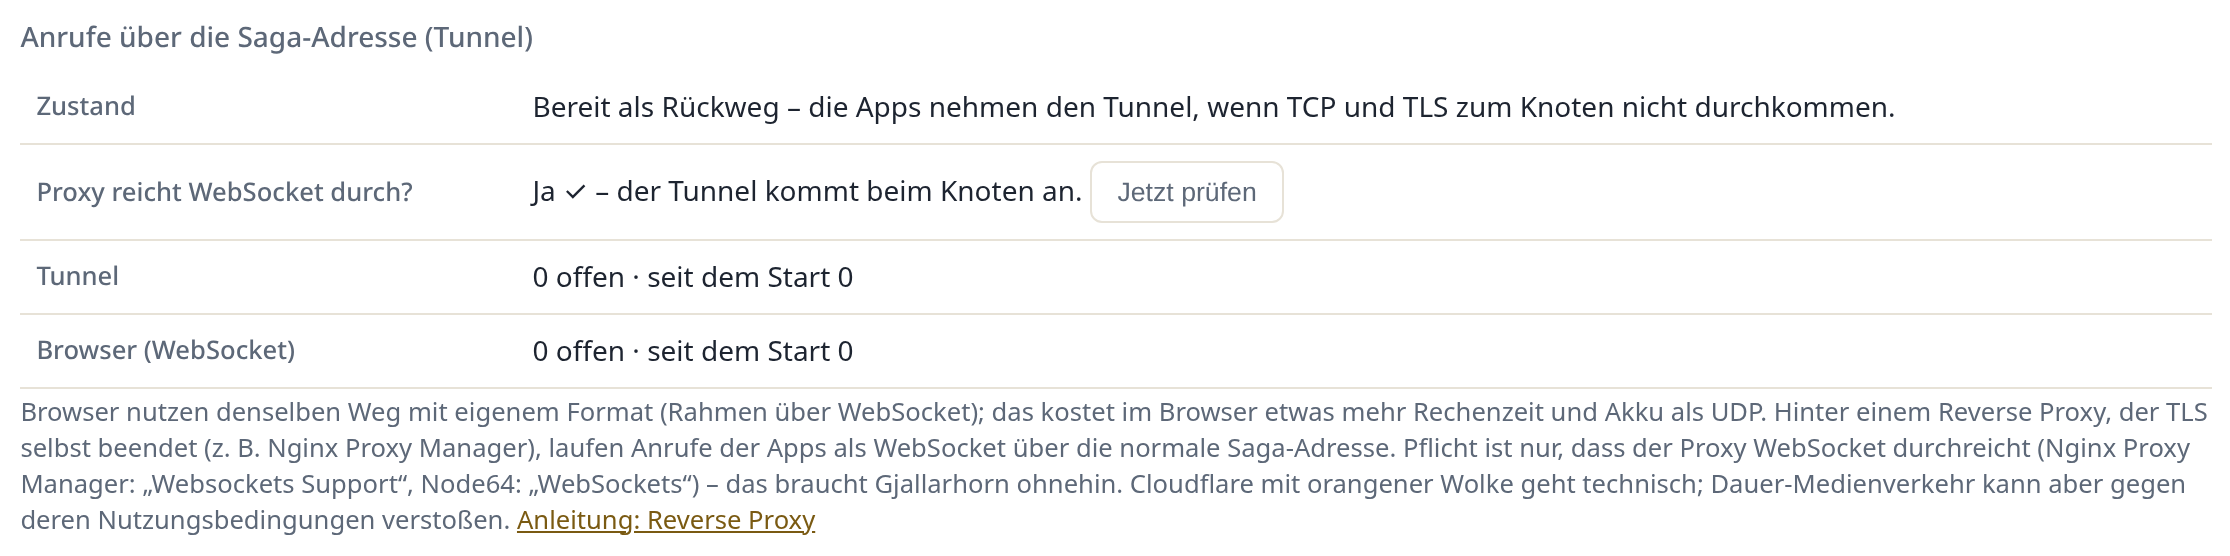 Anrufe über die Saga-Adresse (Tunnel)
Zustand
Bereit als Rückweg – die Apps nehmen den Tunnel, wenn TCP und TLS zum Knoten nicht durchkommen.
Proxy reicht WebSocket durch?
Ja ✓ – der Tunnel kommt beim Knoten an.
Jetzt prüfen
Tunnel
0 offen · seit dem Start 0
Browser (WebSocket)
0 offen · seit dem Start 0
Browser nutzen denselben Weg mit eigenem Format (Rahmen über WebSocket); das kostet im Browser etwas mehr Rechenzeit und Akku als UDP. Hinter einem Reverse Proxy, der TLS
selbst beendet (z. B. Nginx Proxy Manager), laufen Anrufe der Apps als WebSocket über die normale Saga-Adresse. Pflicht ist nur, dass der Proxy WebSocket durchreicht (Nginx Proxy
Manager: „Websockets Support“, Node64: „WebSockets“) – das braucht Gjallarhorn ohnehin. Cloudflare mit orangener Wolke geht technisch; Dauer-Medienverkehr kann aber gegen
deren Nutzungsbedingungen verstoßen. Anleitung: Reverse Proxy